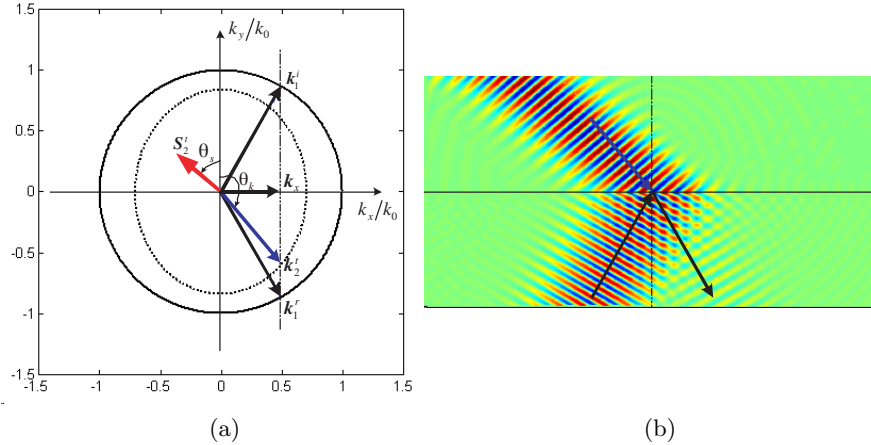 1.5
k_y/k_0
1
k_1^i
0.5
S_2^t
θ_s
θ_k
k_x
0
k_x/k_0
-0.5
k_2^t
-1
k_1^r
-1.5
-1.5 -1 -0.5 0 0.5 1 1.5
(a) (b)